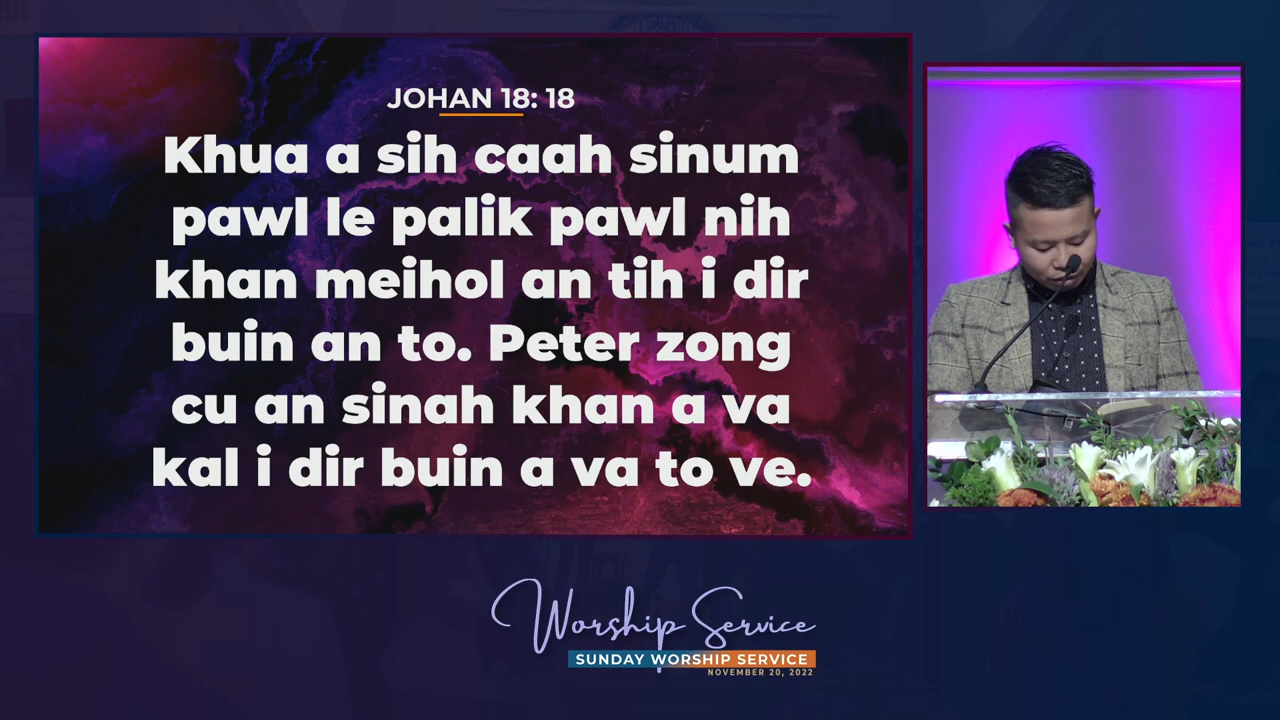 JOHAN 18: 18
Khua a sih caah sinum
pawl le palik pawl nih
khan meihol an tih i dir
buin an to. Peter zong
cu an sinah khan a va
kal i dir buin a va to ve.
Worship Service
SUNDAY WORSHIP SERVICE
NOVEMBER 20, 2022